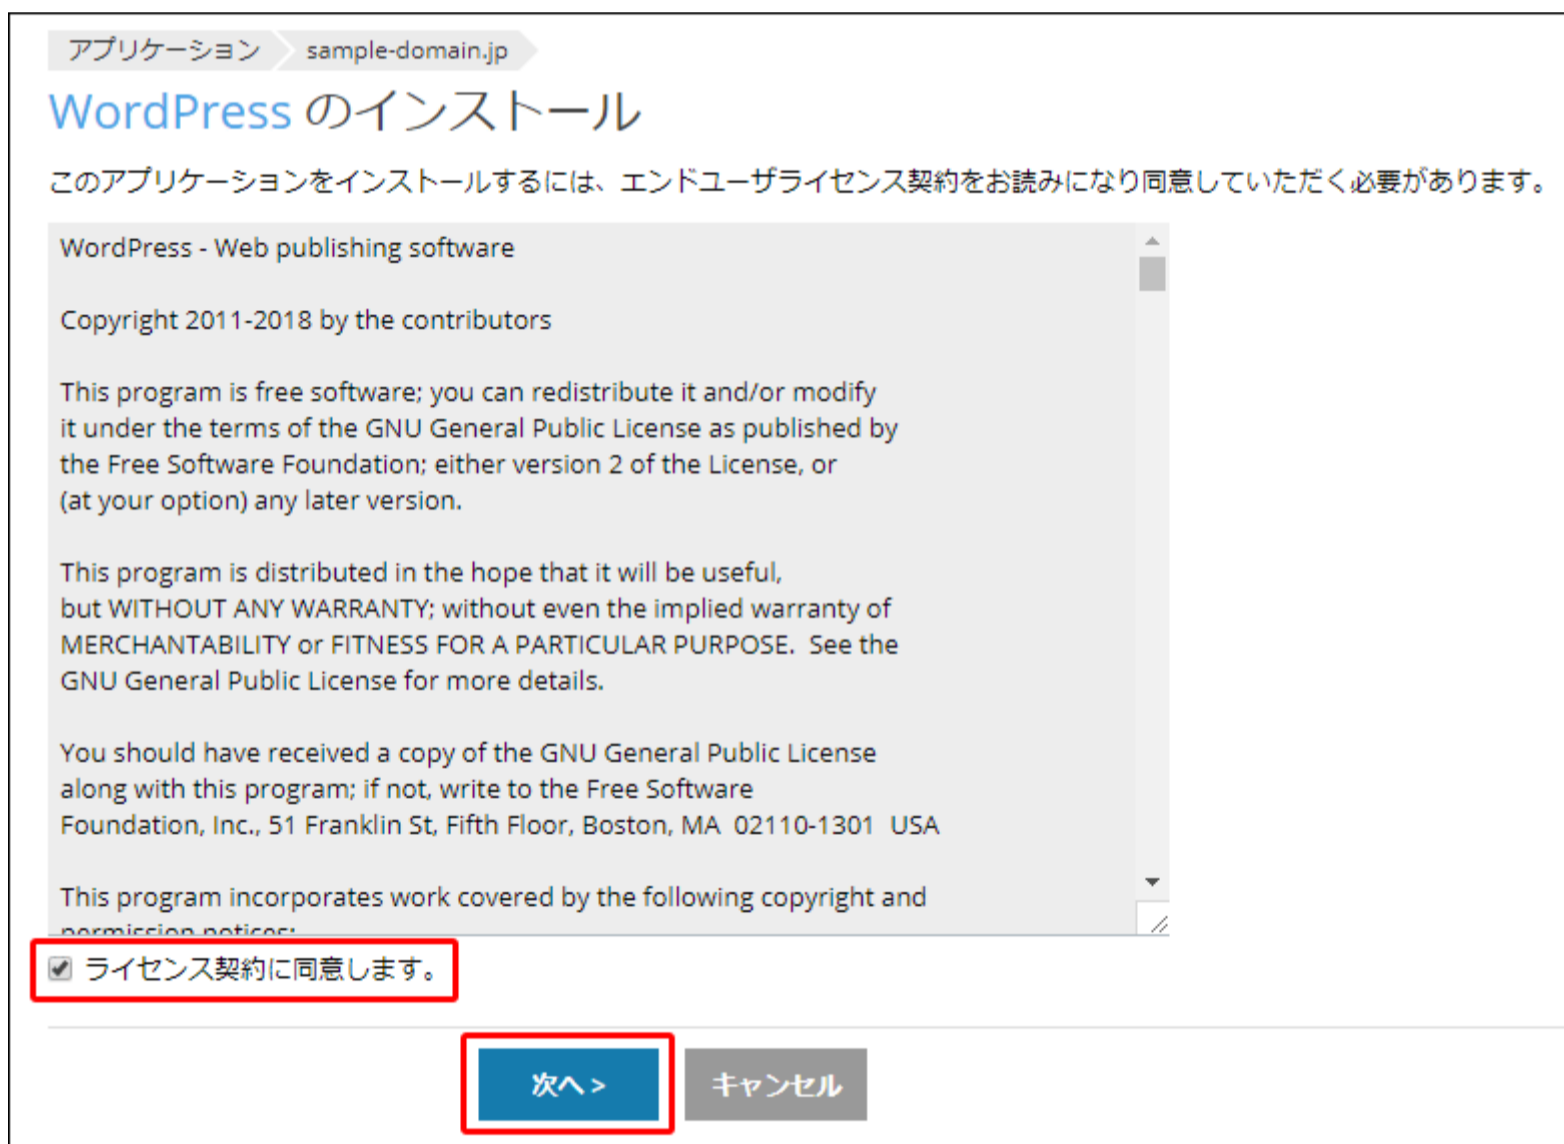 アプリケーション sample-domain.jp
WordPress のインストール
このアプリケーションをインストールするには、エンドユーザライセンス契約をお読みになり同意していただく必要があります。
WordPress - Web publishing software
Copyright 2011-2018 by the contributors
This program is free software; you can redistribute it and/or modify
it under the terms of the GNU General Public License as published by
the Free Software Foundation; either version 2 of the License, or
(at your option) any later version.
This program is distributed in the hope that it will be useful,
but WITHOUT ANY WARRANTY; without even the implied warranty of
MERCHANTABILITY or FITNESS FOR A PARTICULAR PURPOSE.  See the
GNU General Public License for more details.
You should have received a copy of the GNU General Public License
along with this program; if not, write to the Free Software
Foundation, Inc., 51 Franklin St, Fifth Floor, Boston, MA  02110-1301  USA
This program incorporates work covered by the following copyright and
permission notices:
ライセンス契約に同意します。
次へ > キャンセル